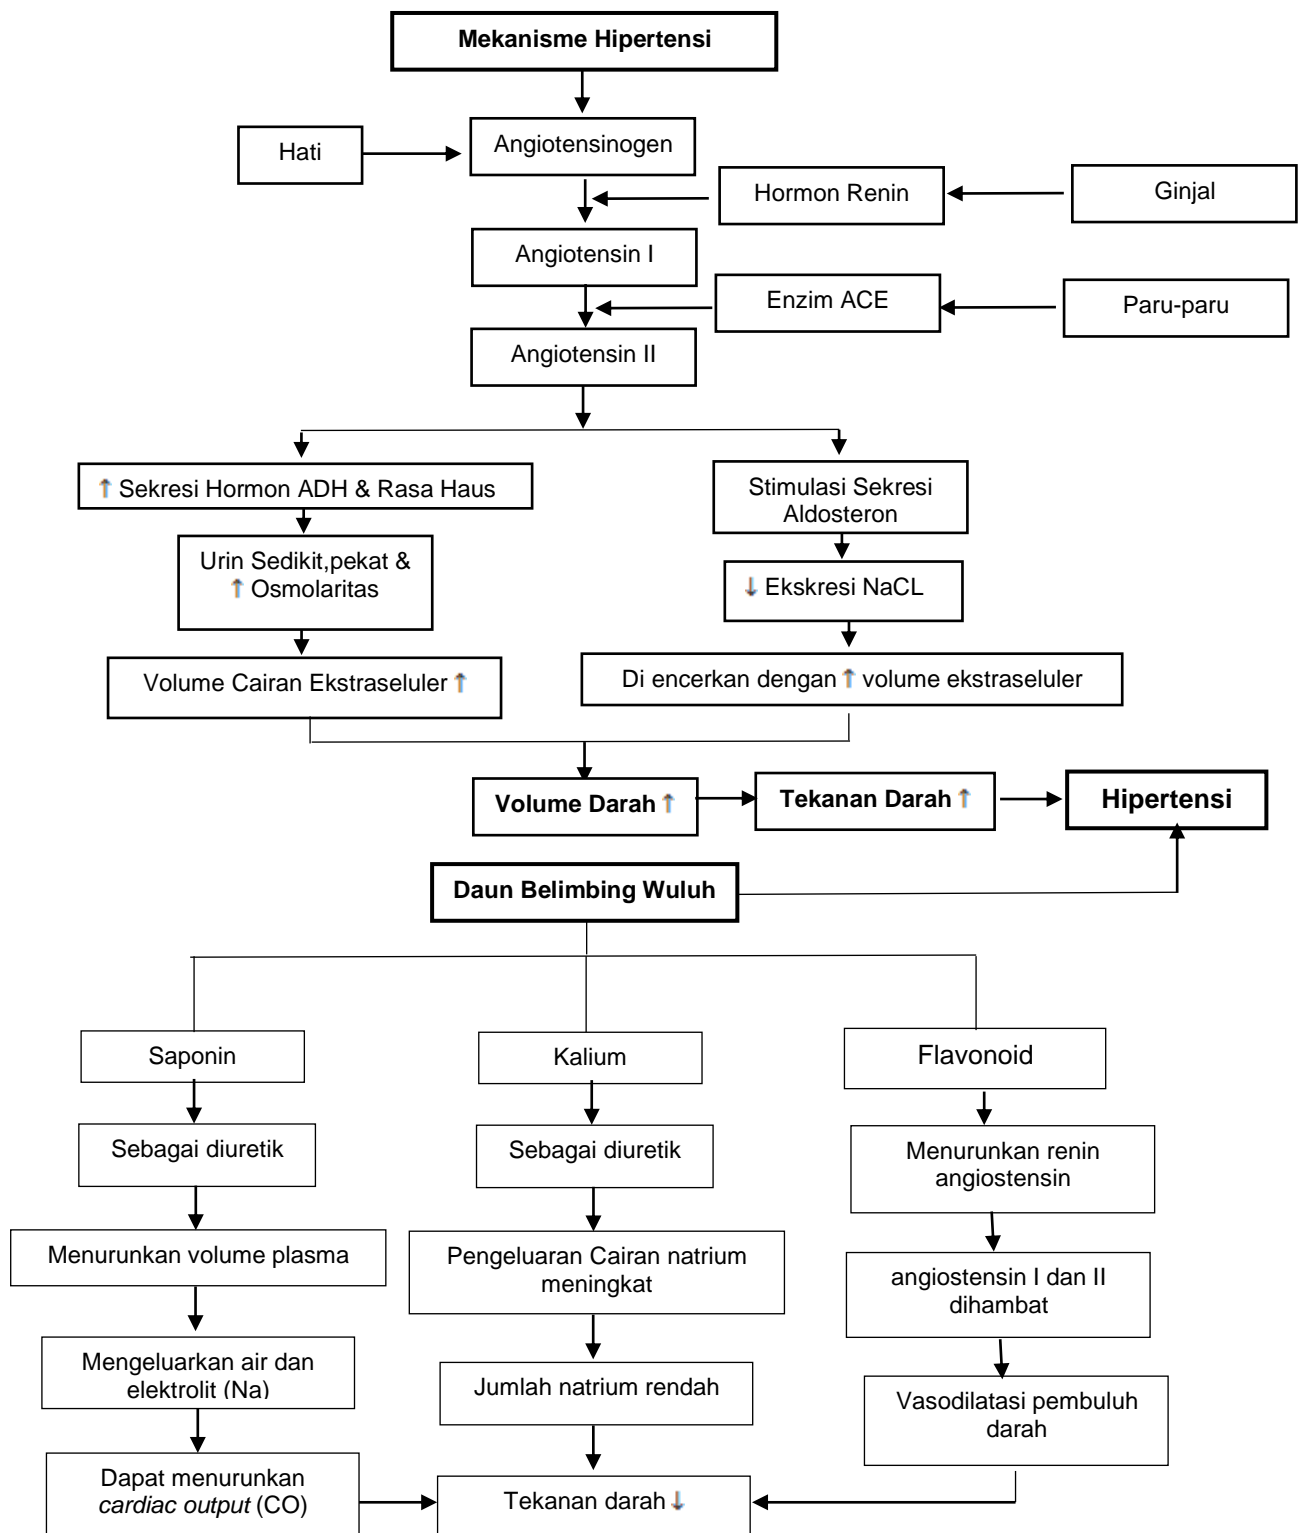 Mekanisme Hipertensi
Hati
Angiotensinogen
Hormon Renin
Ginjal
Angiotensin I
Enzim ACE
Paru-paru
Angiotensin II
↑ Sekresi Hormon ADH & Rasa Haus
Stimulasi Sekresi
Aldosteron
Urin Sedikit,pekat &
↑ Osmolaritas
↓ Ekskresi NaCL
Volume Cairan Ekstraseluler ↑
Di encerkan dengan ↑ volume ekstraseluler
Volume Darah ↑
Tekanan Darah ↑
Hipertensi
Daun Belimbing Wuluh
Saponin
Kalium
Flavonoid
Sebagai diuretik
Sebagai diuretik
Menurunkan renin
angiostensin
Menurunkan volume plasma
Pengeluaran Cairan natrium
meningkat
angiostensin I dan II
dihambat
Mengeluarkan air dan
elektrolit (Na)
Jumlah natrium rendah
Vasodilatasi pembuluh
darah
Dapat menurunkan
cardiac output (CO)
Tekanan darah ↓